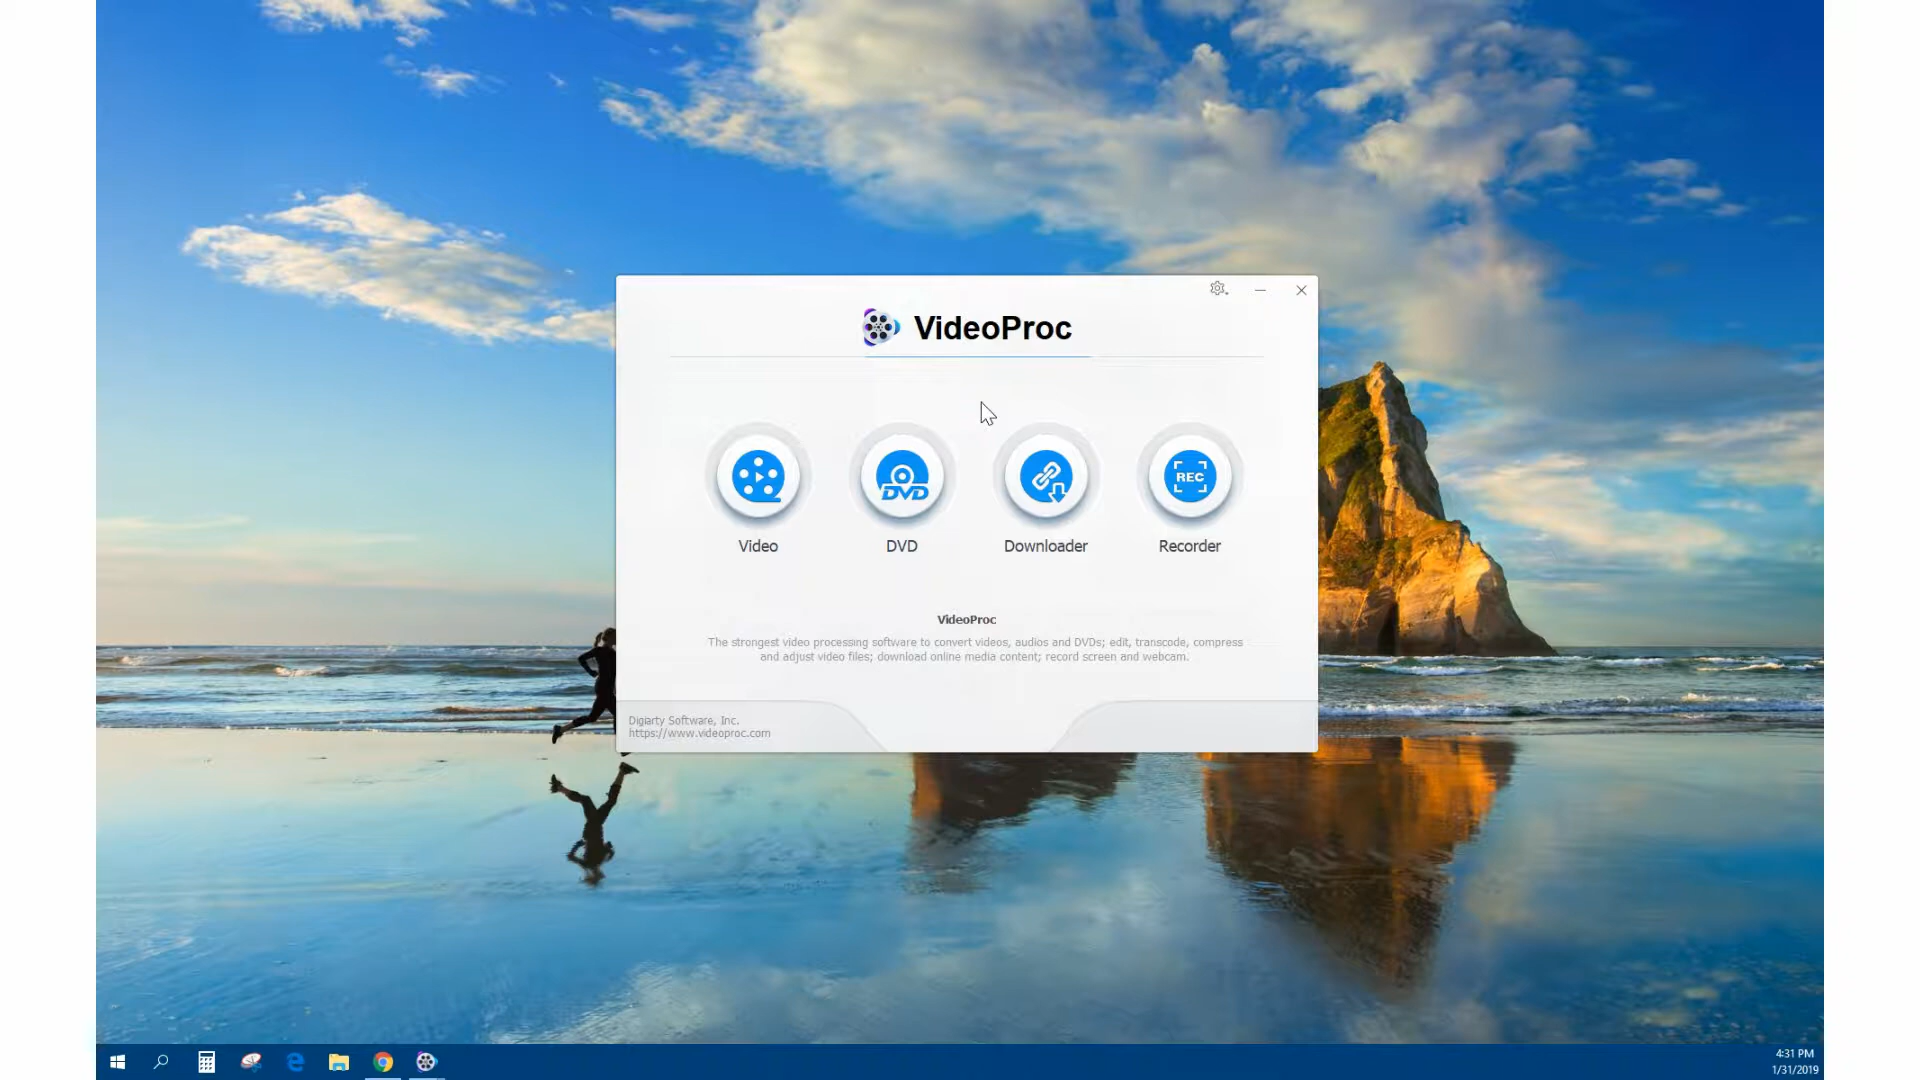 VideoProc
DVD
REC
Video
DVD
Downloader
Recorder
VideoProc
The strongest video processing software to convert videos, audios and DVDs; edit, transcode, compress
and adjust video files; download online media content; record screen and webcam.
Digiarty Software, Inc.
https://www.videoproc.com
4:31 PM
1/31/2019